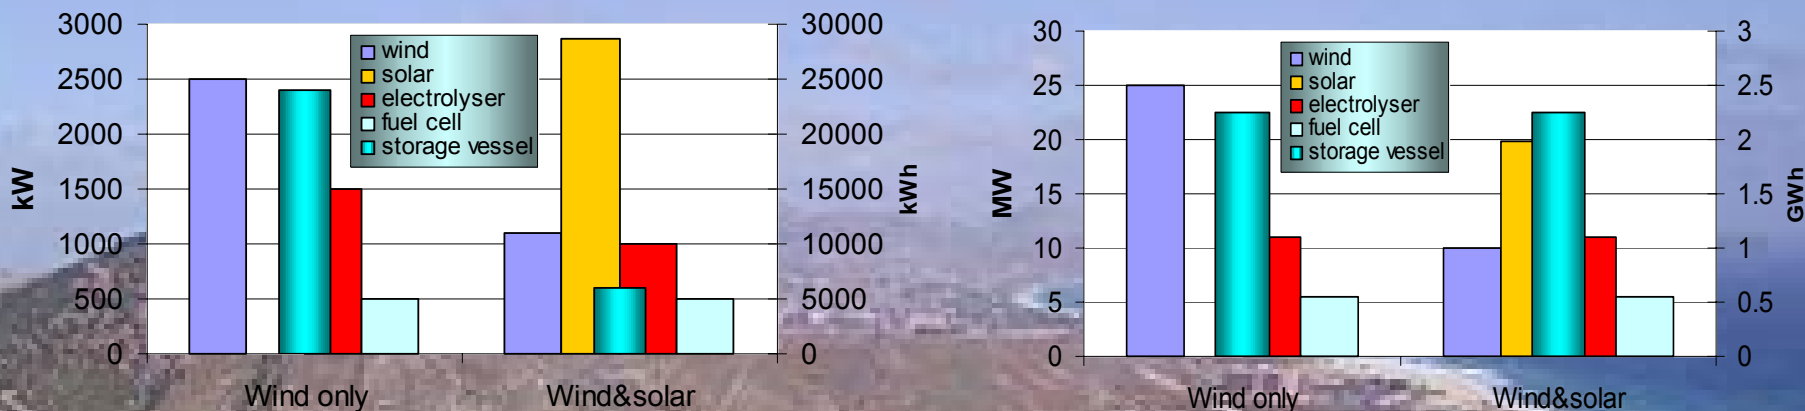 3000
2500
2000
1500
1000
500
0
kW
wind
solar
electrolyser
fuel cell
storage vessel
30000
25000
20000
15000
10000
5000
0
kWh
Wind only
Wind&solar
30
25
20
15
10
5
0
MW
wind
solar
electrolyser
fuel cell
storage vessel
3
2.5
2
1.5
1
0.5
0
GWh
Wind only
Wind&solar